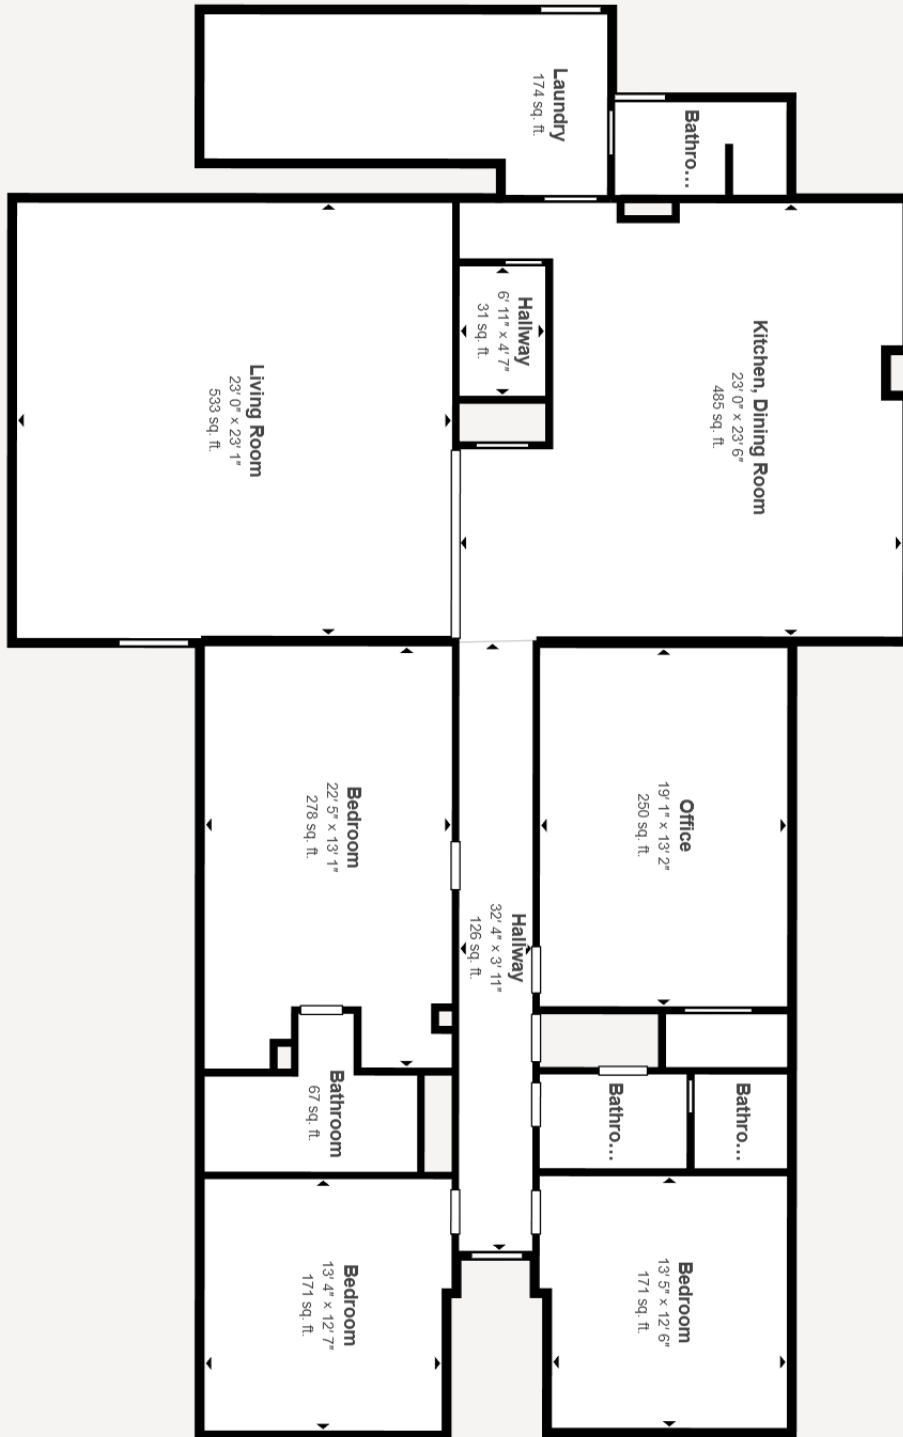 Laundry
174 sq. ft.
Bathro...
Hallway
6' 11" x 4' 7"
31 sq. ft.
Kitchen, Dining Room
23' 0" x 23' 6"
485 sq. ft.
Living Room
23' 0" x 23' 1"
533 sq. ft.
Bedroom
22' 5" x 13' 1"
278 sq. ft.
Office
19' 1" x 13' 2"
250 sq. ft.
Hallway
32' 4" x 3' 11"
126 sq. ft.
Bathroom
67 sq. ft.
Bathro...
Bathro...
Bedroom
13' 4" x 12' 7"
171 sq. ft.
Bedroom
13' 5" x 12' 6"
171 sq. ft.